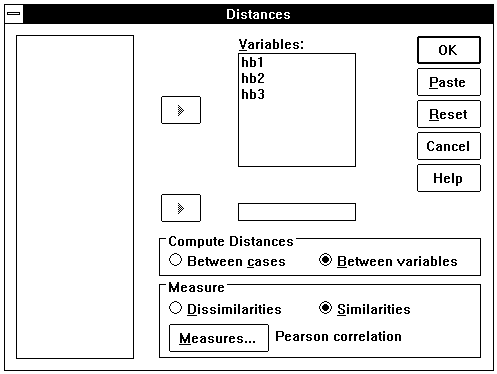 Distances
Variables:
hb1
hb2
hb3
OK
Paste
Reset
Cancel
Help
Compute Distances
Between cases
Between variables
Measure
Dissimilarities
Similarities
Measures...
Pearson correlation